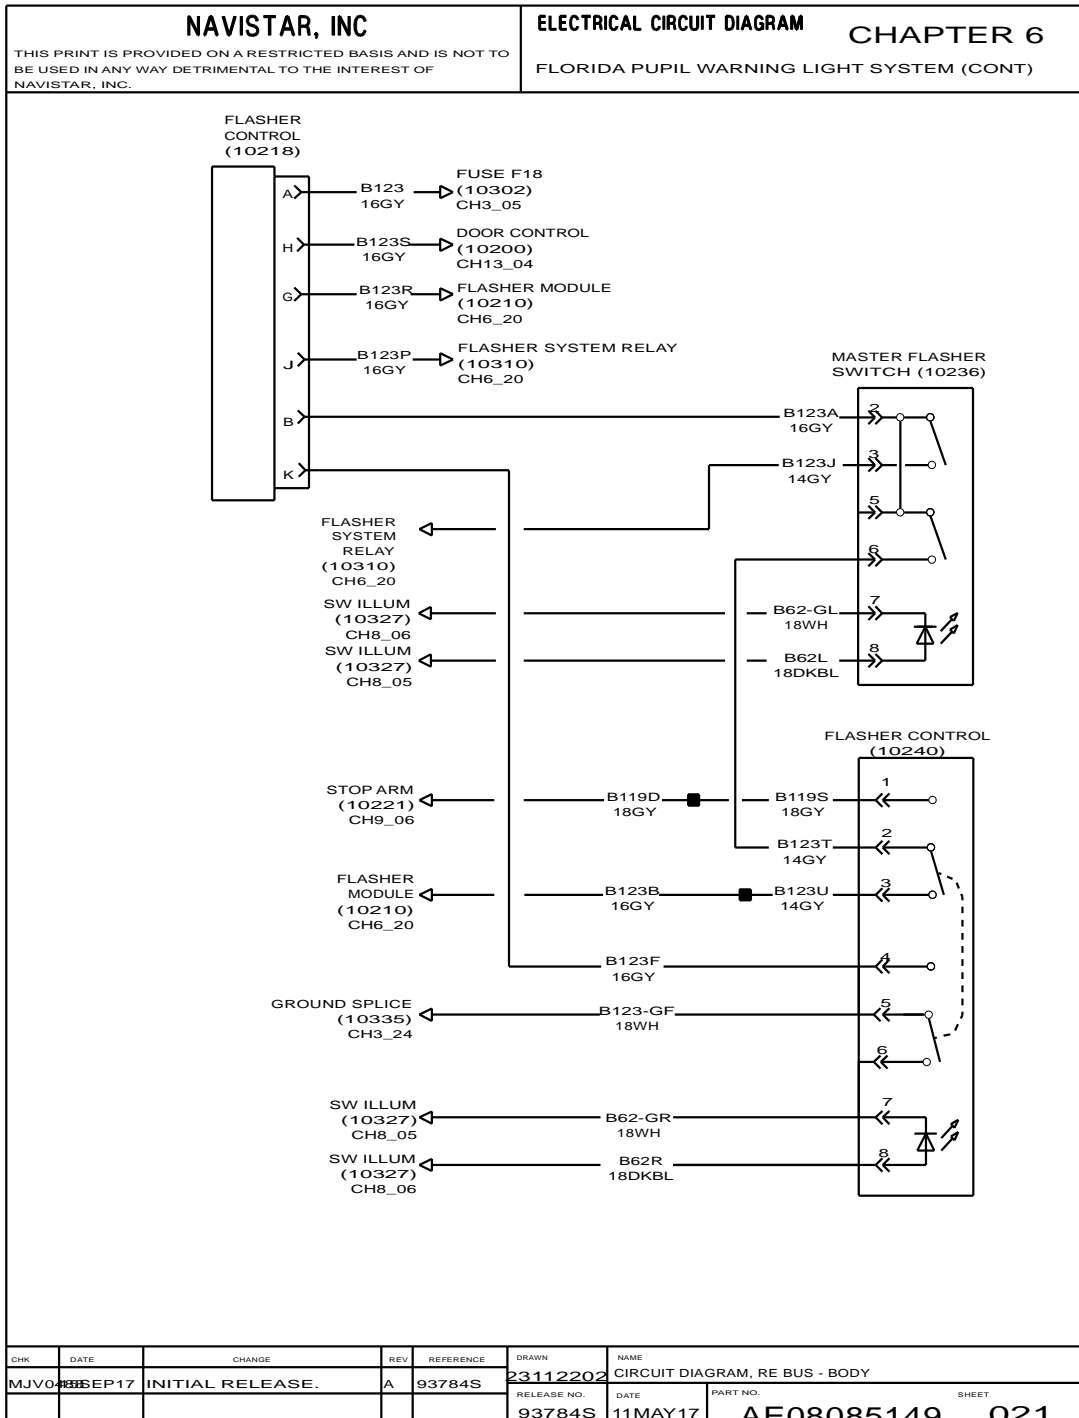 NAVISTAR, INC
THIS PRINT IS PROVIDED ON A RESTRICTED BASIS AND IS NOT TO
BE USED IN ANY WAY DETRIMENTAL TO THE INTEREST OF
NAVISTAR, INC.
ELECTRICAL CIRCUIT DIAGRAM
CHAPTER 6
FLORIDA PUPIL WARNING LIGHT SYSTEM (CONT)
FLASHER
CONTROL
(10218)
A
B123
16GY
FUSE F18
(10302)
CH3_05
H
B123S
16GY
DOOR CONTROL
(10200)
CH13_04
G
B123R
16GY
FLASHER MODULE
(10210)
CH6_20
J
B123P
16GY
FLASHER SYSTEM RELAY
(10310)
CH6_20
B
K
MASTER FLASHER
SWITCH (10236)
B123A
16GY
2
B123J
14GY
3
5
6
FLASHER
SYSTEM
RELAY
(10310)
CH6_20
SW ILLUM
(10327)
CH8_06
B62-GL
18WH
7
SW ILLUM
(10327)
CH8_05
B62L
18DKBL
8
FLASHER CONTROL
(10240)
STOP ARM
(10221)
CH9_06
B119D
18GY
B119S
18GY
1
B123T
14GY
2
FLASHER
MODULE
(10210)
CH6_20
B123B
16GY
B123U
14GY
3
B123F
16GY
4
GROUND SPLICE
(10335)
CH3_24
B123-GF
18WH
5
6
SW ILLUM
(10327)
CH8_05
B62-GR
18WH
7
SW ILLUM
(10327)
CH8_06
B62R
18DKBL
8
CHK
DATE
CHANGE
REV
REFERENCE
DRAWN
NAME
INITIAL RELEASE.
A
93784S
23112202
CIRCUIT DIAGRAM, RE BUS - BODY
RELEASE NO.
DATE
PART NO.
SHEET
93784S
11MAY17
AE08085149
021